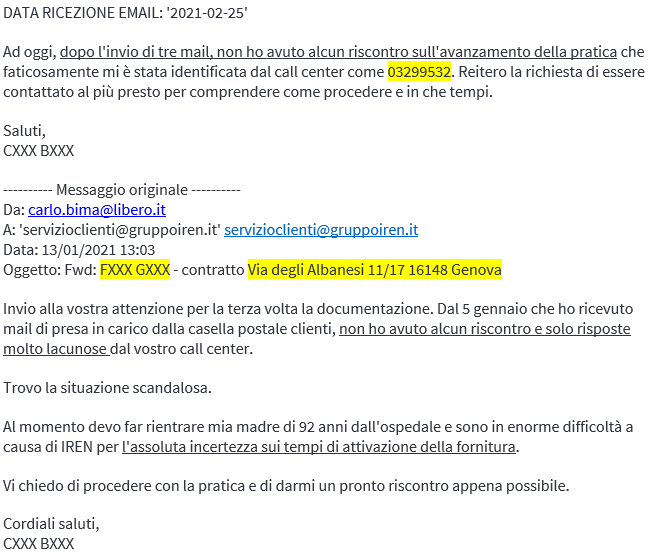 DATA RICEZIONE EMAIL: '2021-02-25'
Ad oggi, dopo l'invio di tre mail, non ho avuto alcun riscontro sull'avanzamento della pratica che
faticosamente mi è stata identificata dal call center come 03299532. Reitero la richiesta di essere
contattato al più presto per comprendere come procedere e in che tempi.
Saluti,
CXXX BXXX
---------- Messaggio originale ----------
Da: carlo.bima@libero.it
A: 'servizioclienti@gruppoiren.it' servizioclienti@gruppoiren.it
Data: 13/01/2021 13:03
Oggetto: Fwd: FXXX GXXX - contratto Via degli Albanesi 11/17 16148 Genova
Invio alla vostra attenzione per la terza volta la documentazione. Dal 5 gennaio che ho ricevuto
mail di presa in carico dalla casella postale clienti, non ho avuto alcun riscontro e solo risposte
molto lacunose dal vostro call center.
Trovo la situazione scandalosa.
Al momento devo far rientrare mia madre di 92 anni dall'ospedale e sono in enorme difficoltà a
causa di IREN per l'assoluta incertezza sui tempi di attivazione della fornitura.
Vi chiedo di procedere con la pratica e di darmi un pronto riscontro appena possibile.
Cordiali saluti,
CXXX BXXX